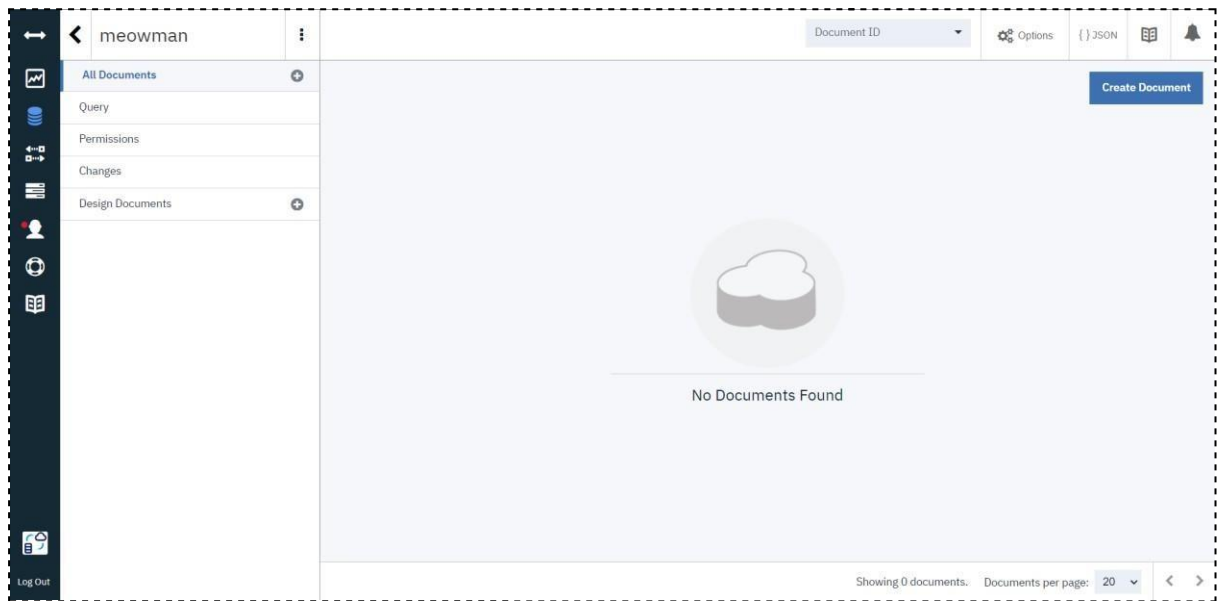 meowman
Document ID
Options
{ } JSON
All Documents
Create Document
Query
Permissions
Changes
Design Documents
No Documents Found
Log Out
Showing 0 documents. Documents per page: 20